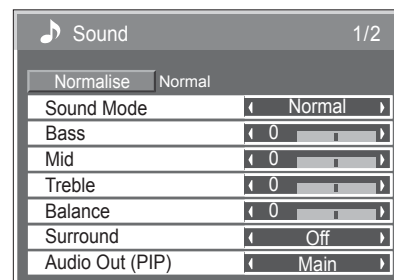 Sound 1/2
Normalise Normal
Sound Mode Normal
Bass 0
Mid 0
Treble 0
Balance 0
Surround Off
Audio Out (PIP) Main